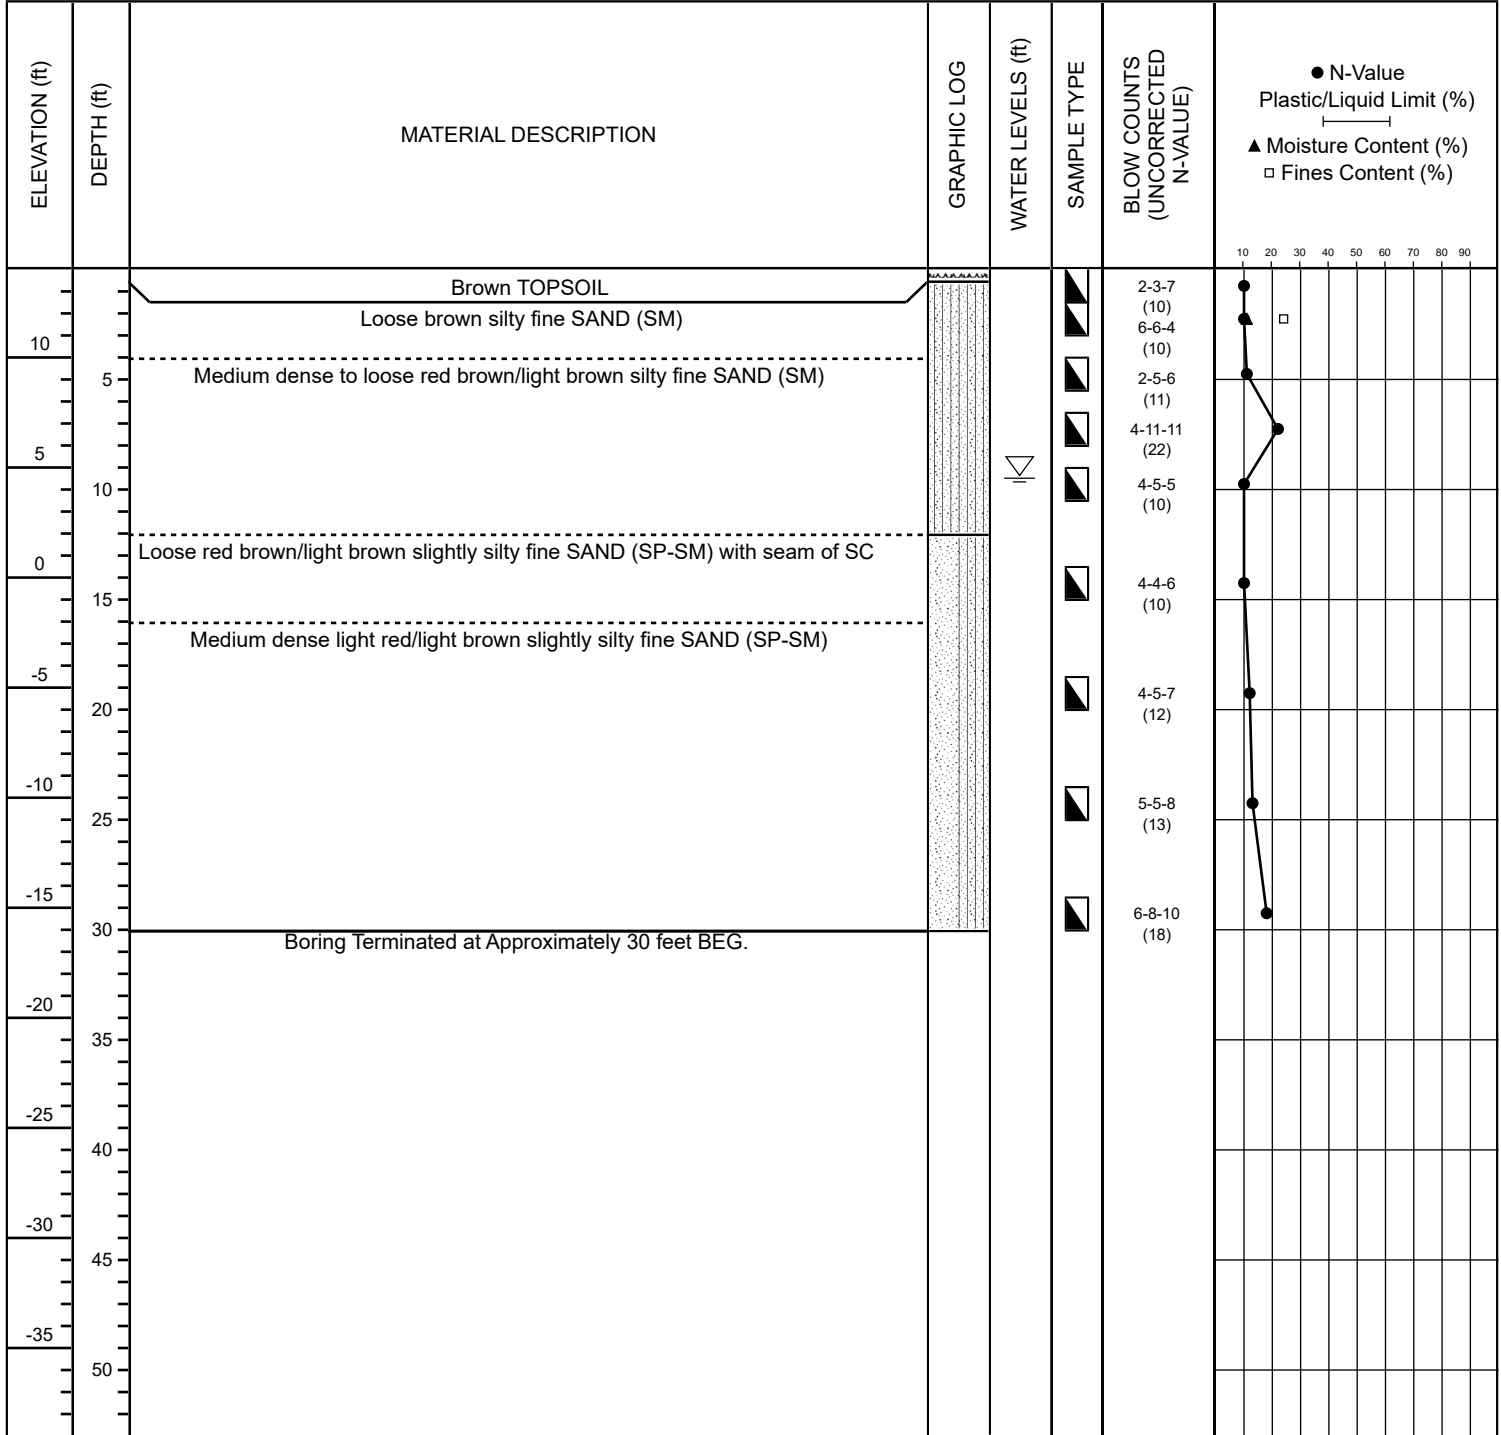 ELEVATION (ft)
DEPTH (ft)
MATERIAL DESCRIPTION
GRAPHIC LOG
WATER LEVELS (ft)
SAMPLE TYPE
BLOW COUNTS
(UNCORRECTED
N-VALUE)
N-Value
Plastic/Liquid Limit (%)
Moisture Content (%)
Fines Content (%)
10 20 30 40 50 60 70 80 90
Brown TOPSOIL
2-3-7
(10)
Loose brown silty fine SAND (SM)
6-6-4
(10)
10
5
Medium dense to loose red brown/light brown silty fine SAND (SM)
2-5-6
(11)
4-11-11
(22)
5
10
4-5-5
(10)
Loose red brown/light brown slightly silty fine SAND (SP-SM) with seam of SC
0
4-4-6
(10)
15
Medium dense light red/light brown slightly silty fine SAND (SP-SM)
-5
4-5-7
(12)
20
-10
5-5-8
(13)
25
-15
6-8-10
(18)
30
Boring Terminated at Approximately 30 feet BEG.
-20
35
-25
40
-30
45
-35
50